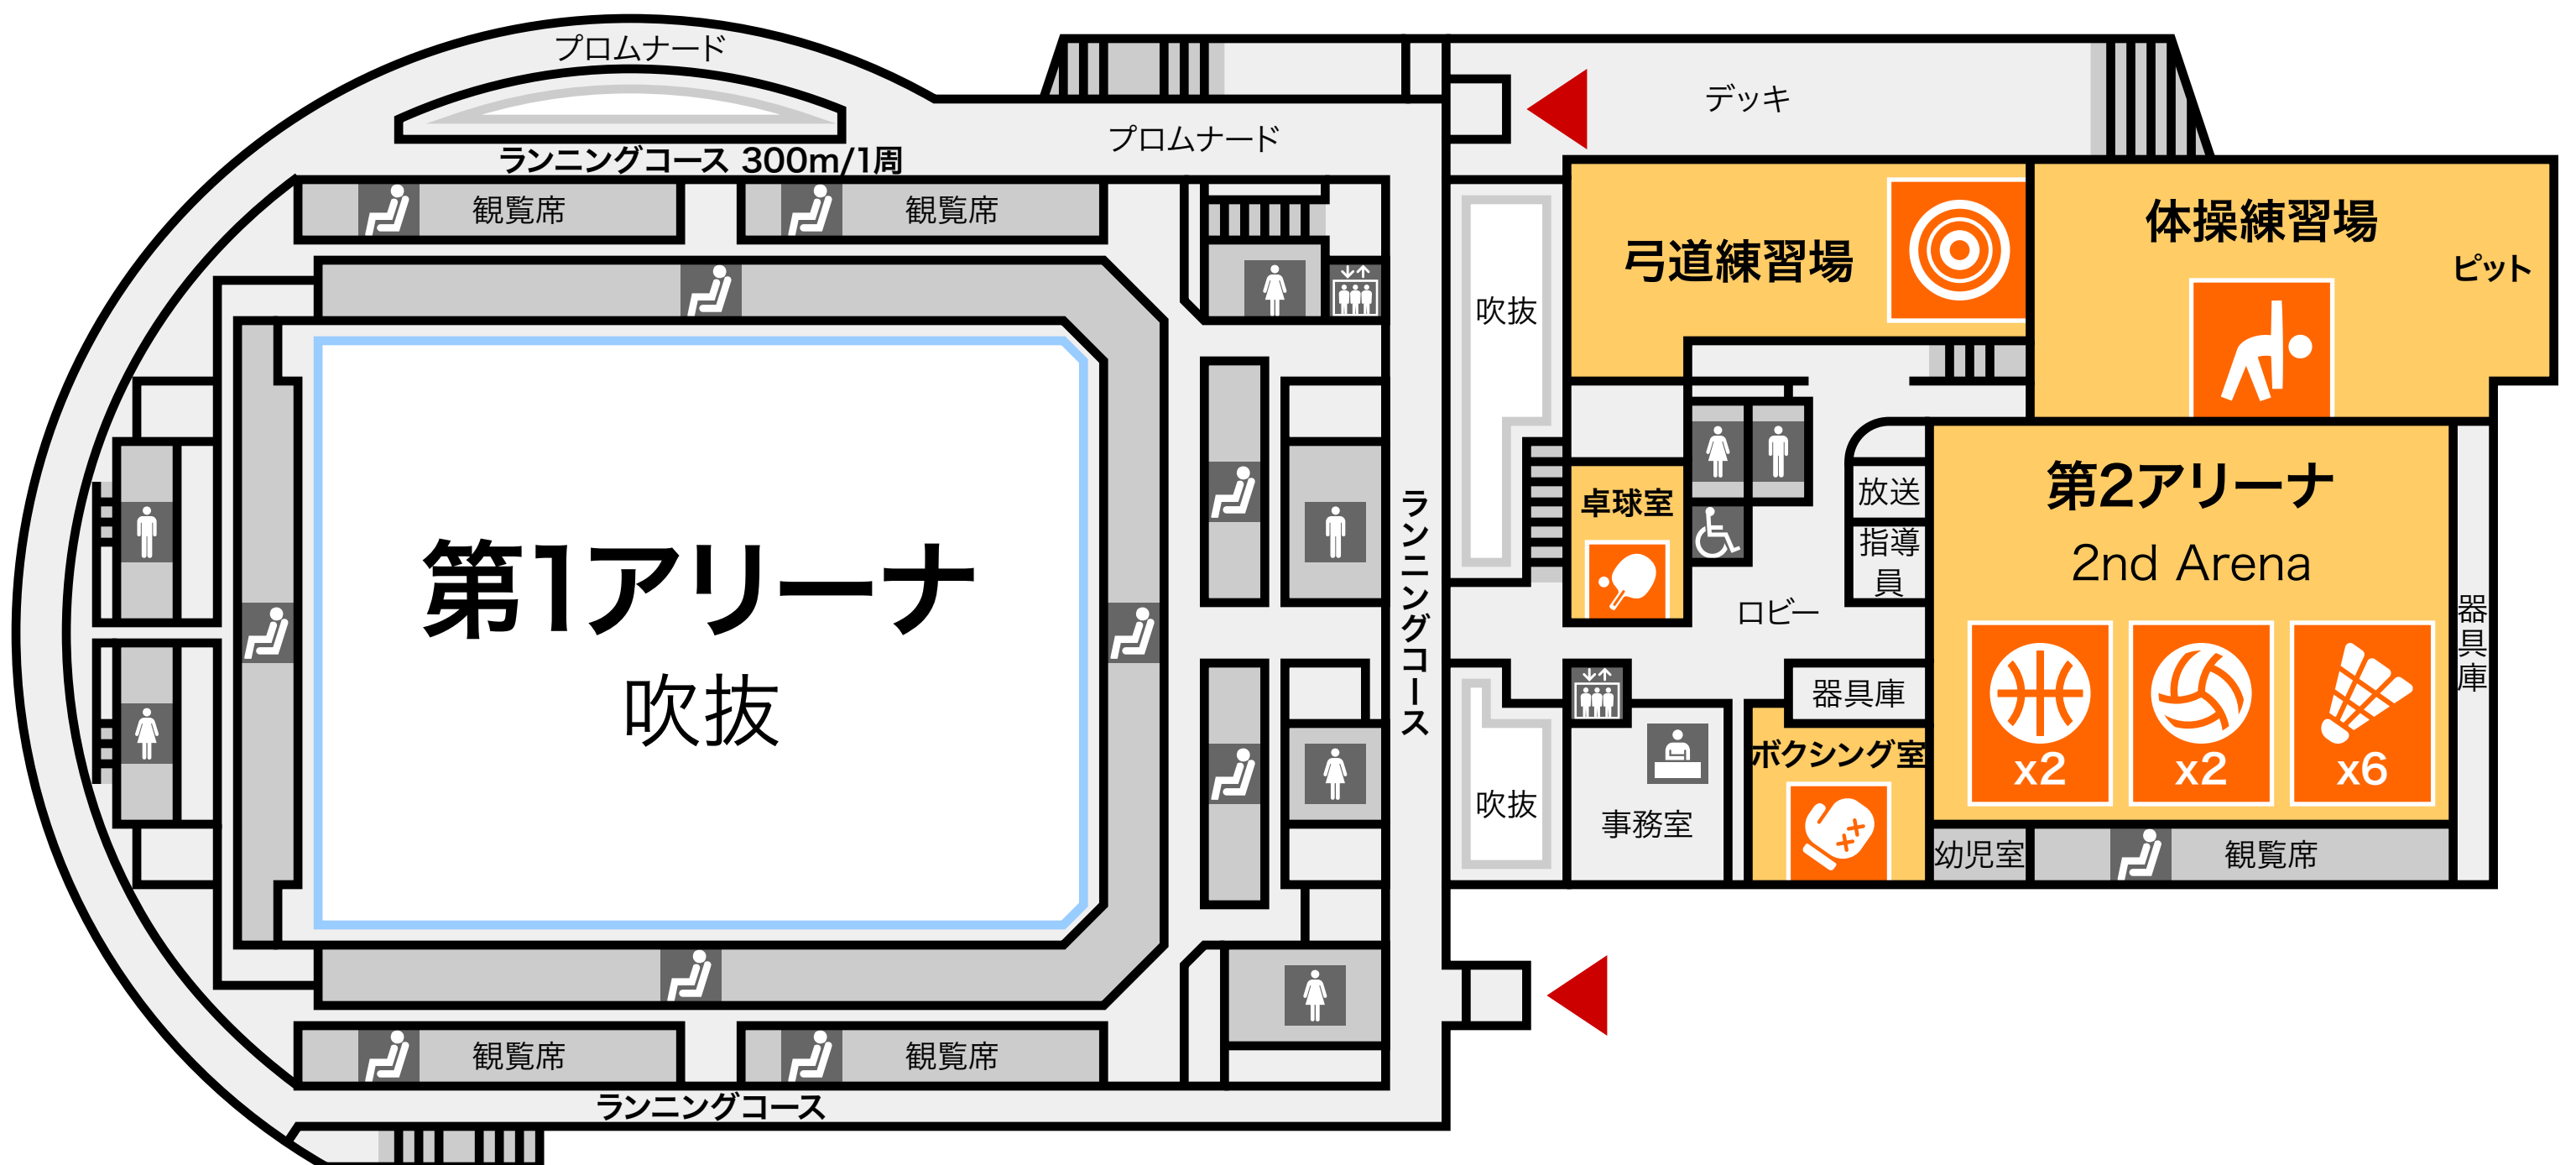 プロムナード
デッキ
プロムナード
ランニングコース 300m/1周
観覧席
観覧席
体操練習場
弓道練習場
ピット
吹抜
第2アリーナ
放送
卓球室
ランニングコース
指導
員
2nd Arena
第1アリーナ
ロビー
器具庫
吹抜
器具庫
ボクシング室
x2
x2
x6
吹抜
事務室
幼児室
観覧席
観覧席
観覧席
ランニングコース